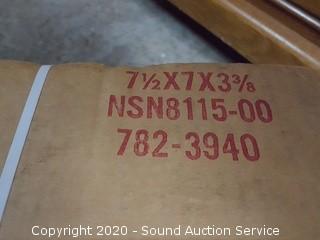 7½X7X3⅜
NSN8115-00
782-3940
Copyright 2020 - Sound Auction Service